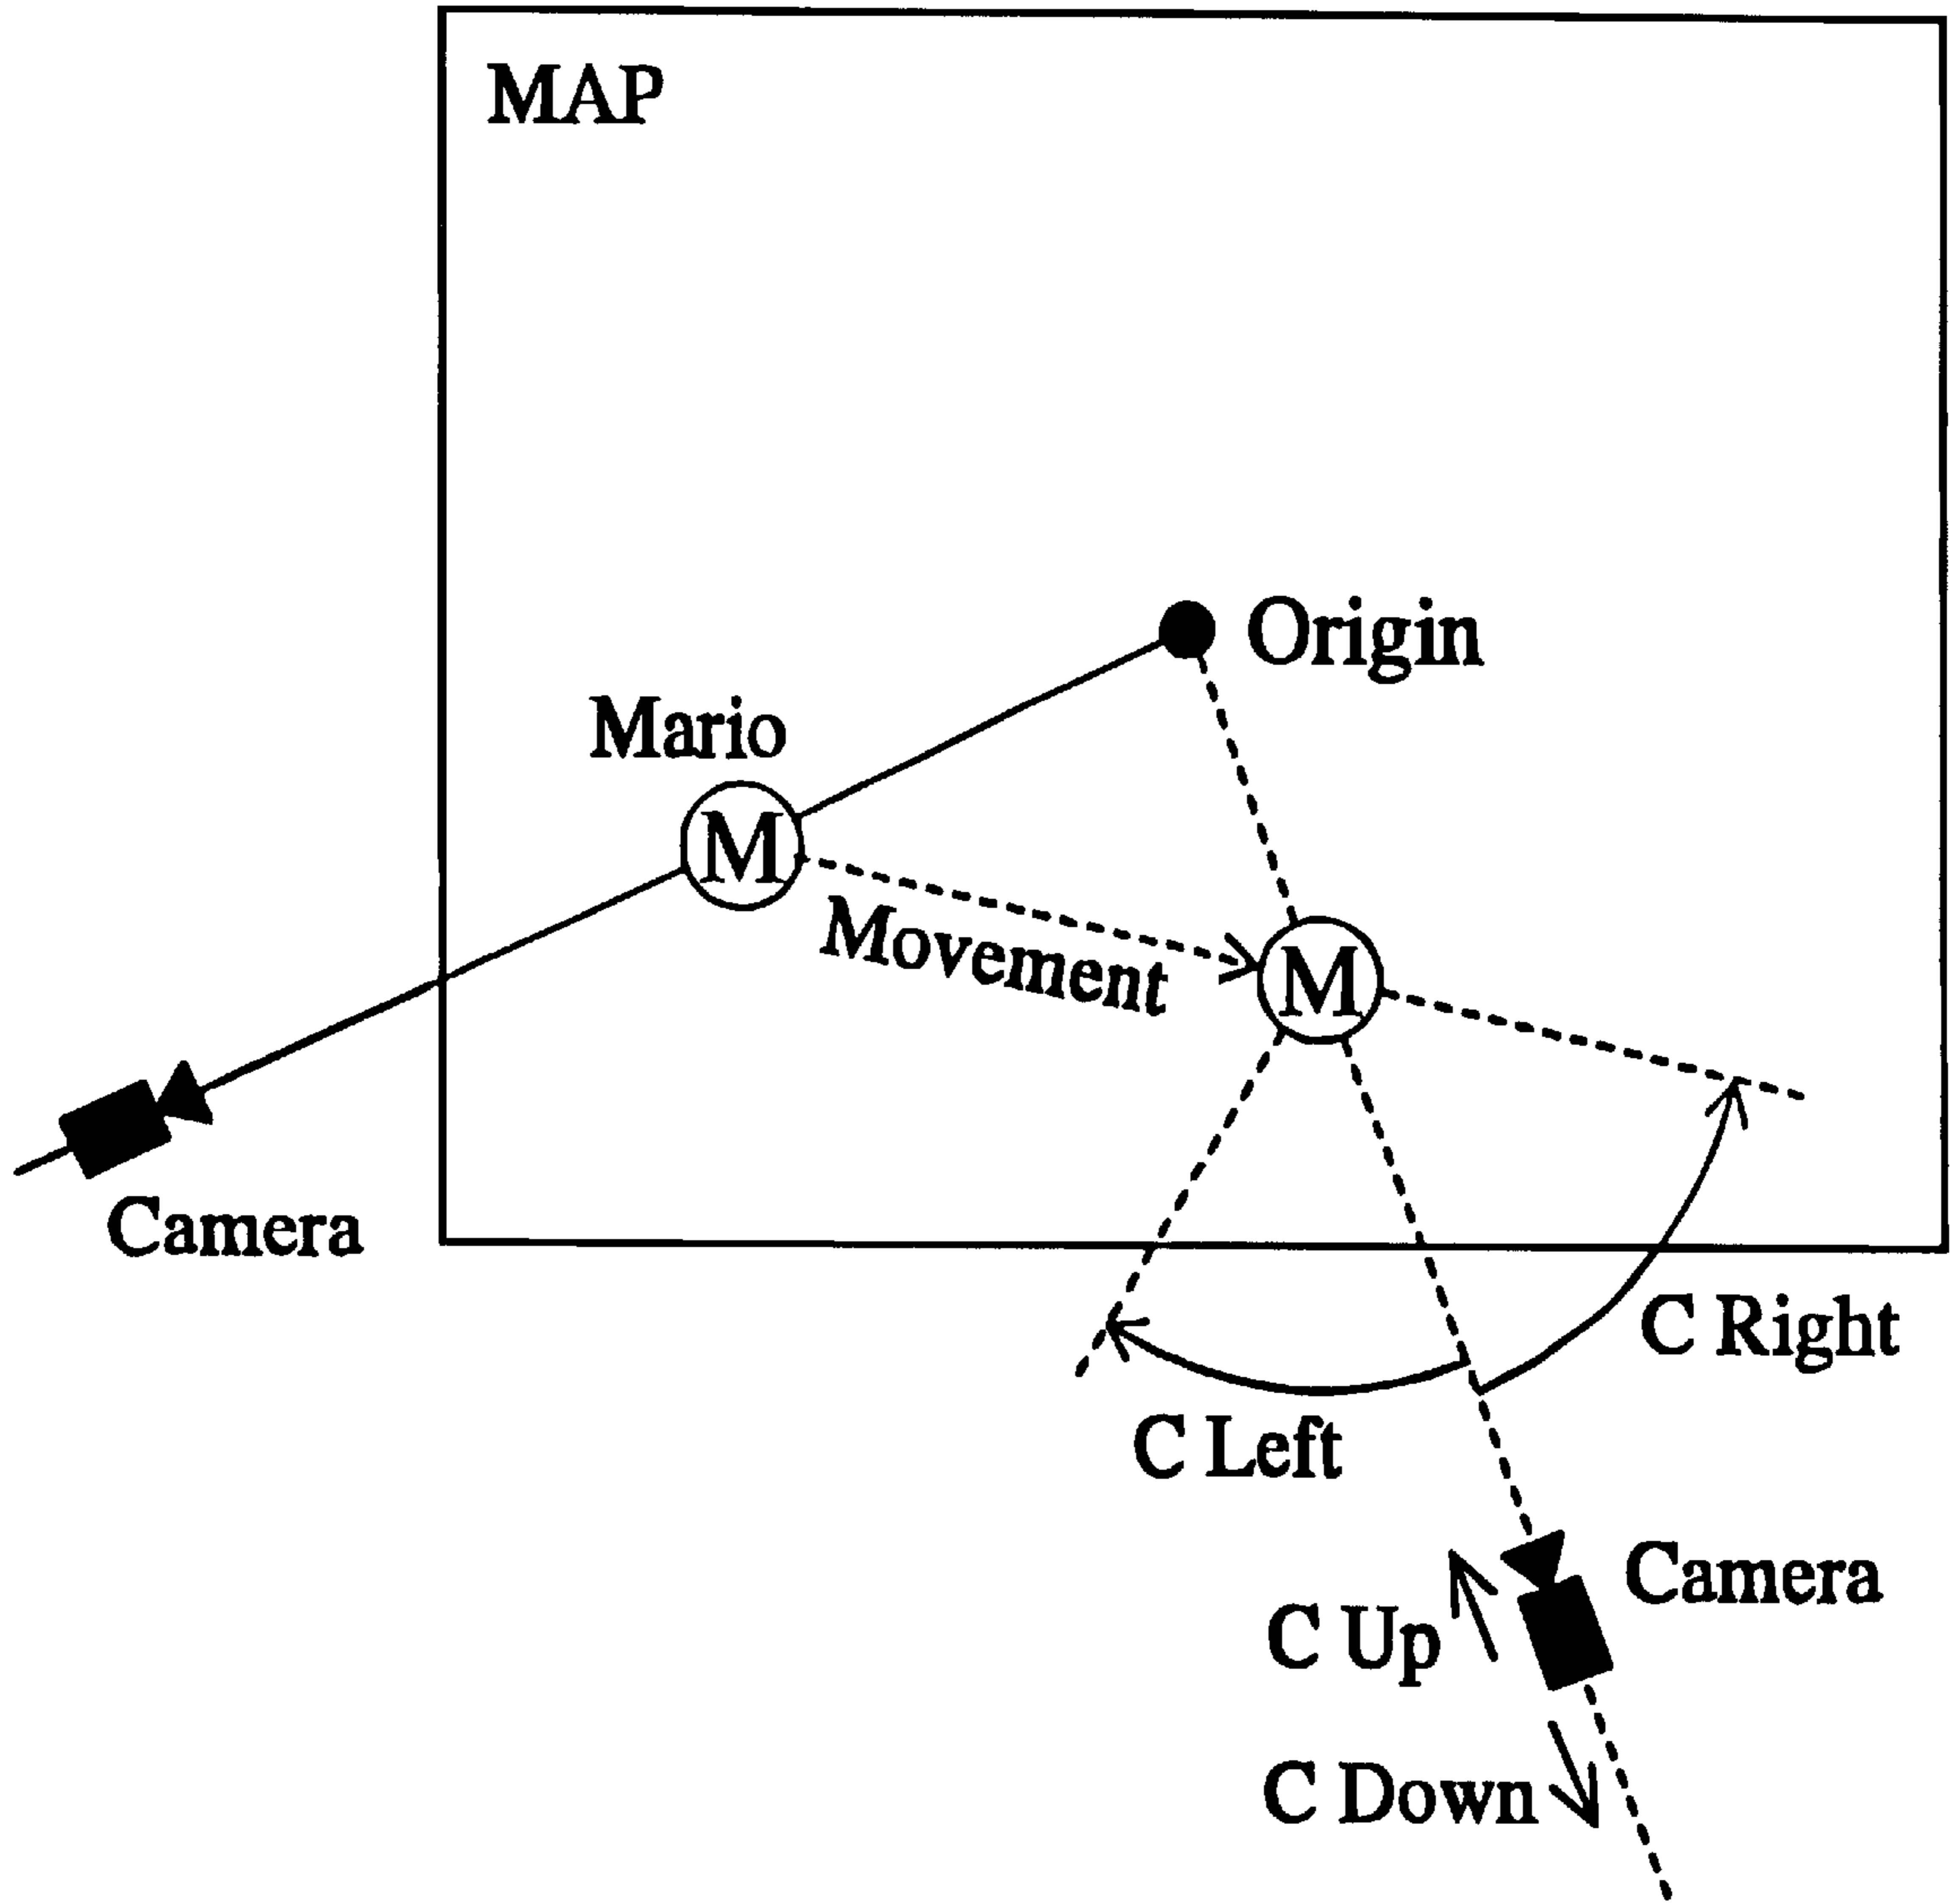 MAP
Origin
Mario
M
Movement
M
Camera
C Right
C Left
Camera
C Up
C Down